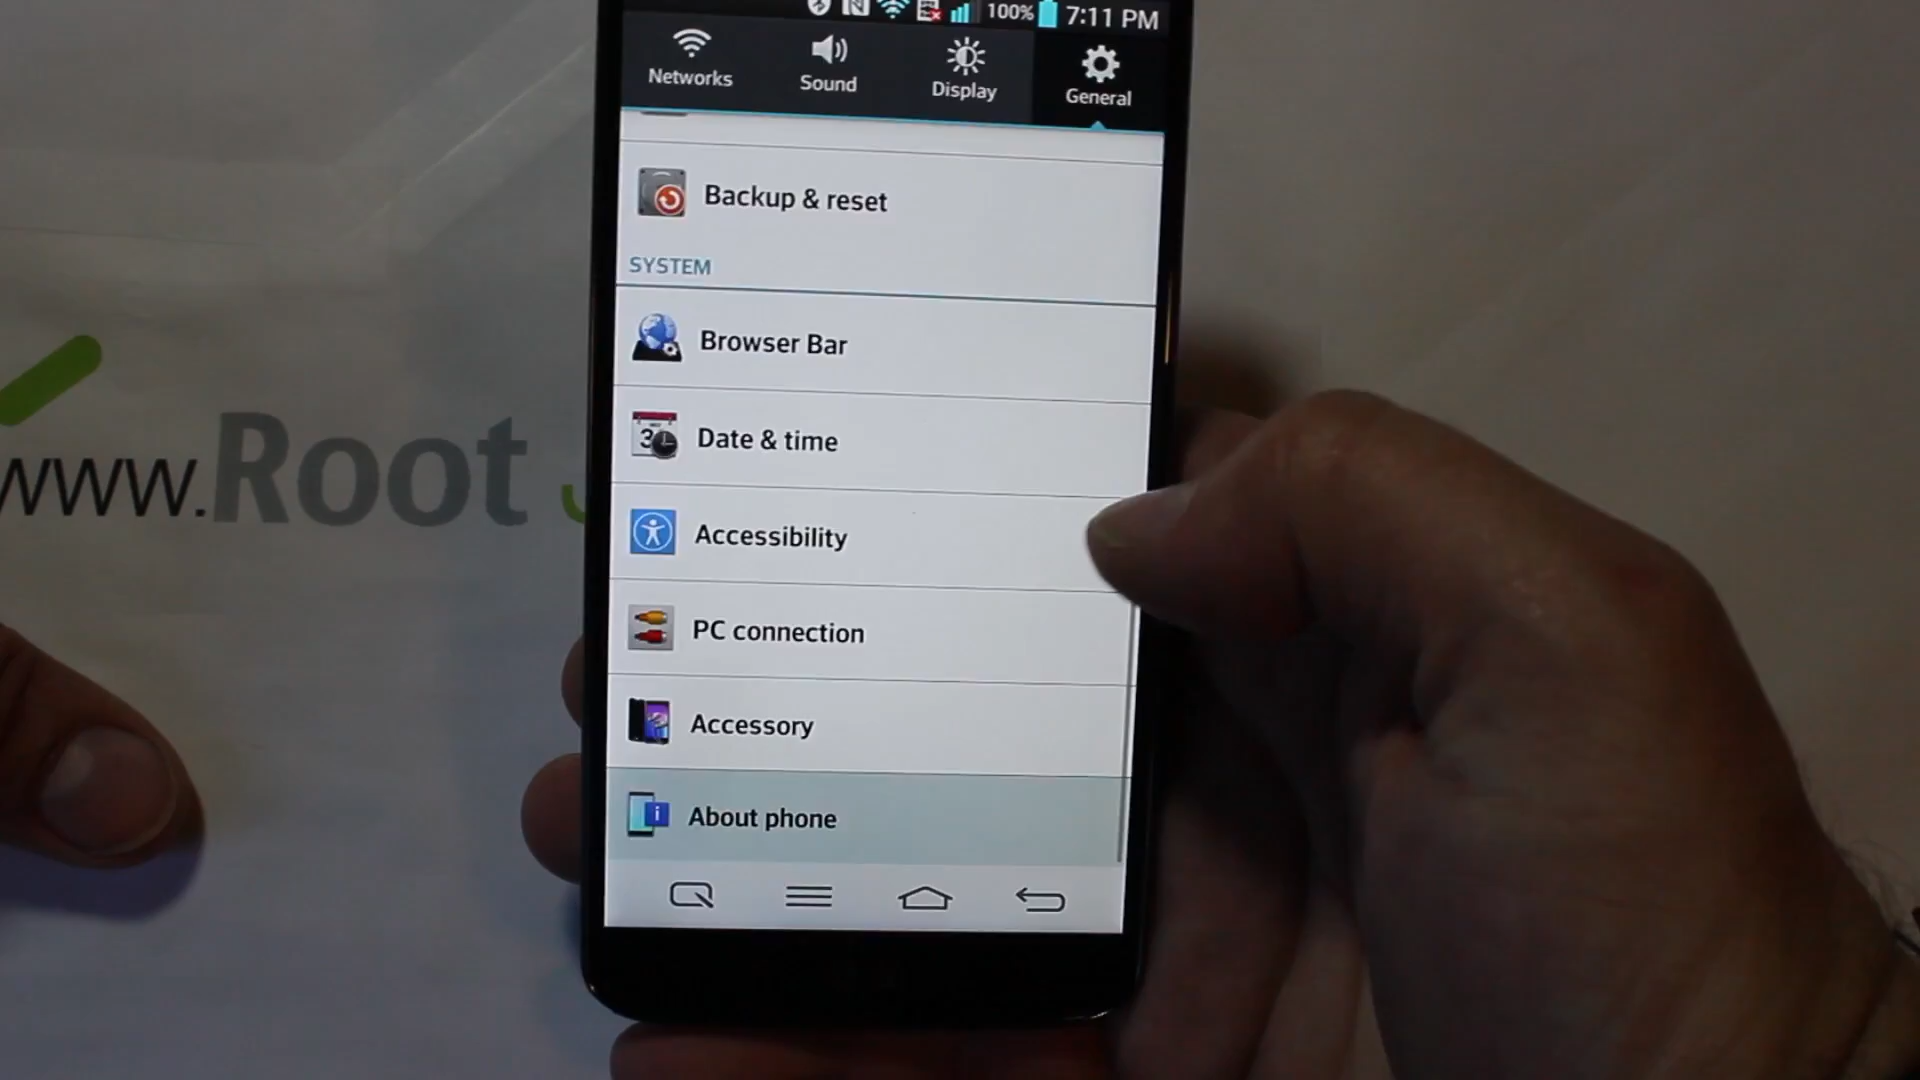 100% 7:11 PM
Networks Sound Display General
Backup & reset
SYSTEM
Browser Bar
Date & time
Accessibility
PC connection
Accessory
About phone
www.Root